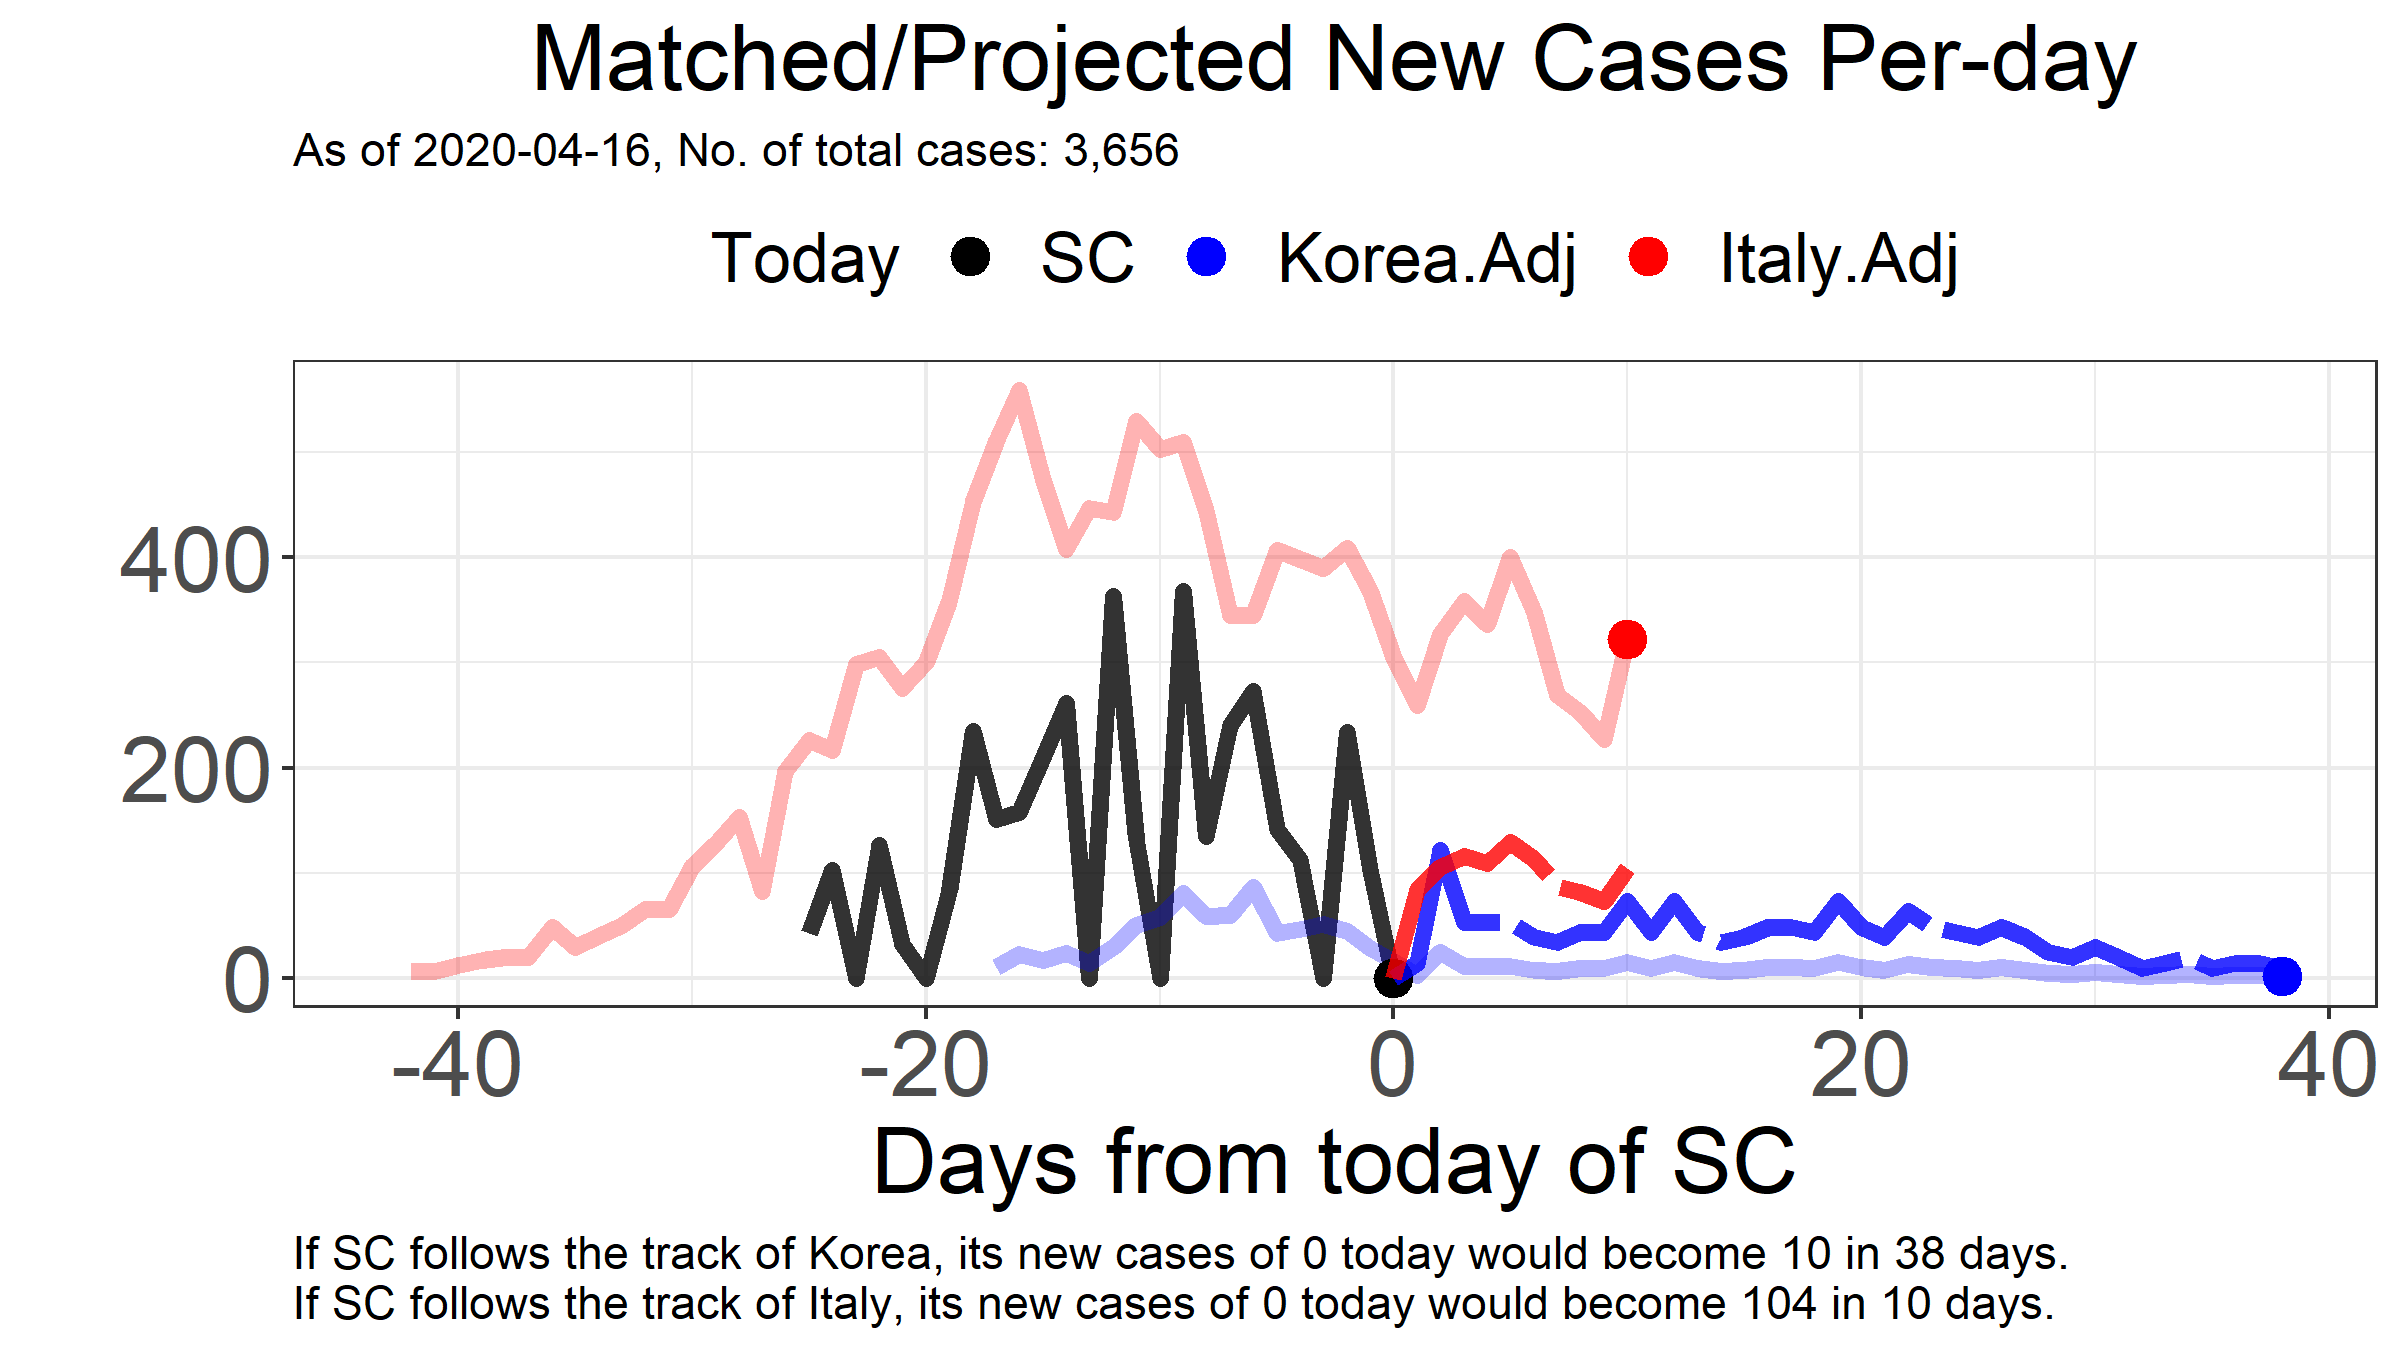 Matched/Projected New Cases Per-day
As of 2020-04-16, No. of total cases: 3,656
Today SC Korea.Adj Italy.Adj
400
200
0
-40 -20 0 20 40
Days from today of SC
If SC follows the track of Korea, its new cases of 0 today would become 10 in 38 days.
If SC follows the track of Italy, its new cases of 0 today would become 104 in 10 days.